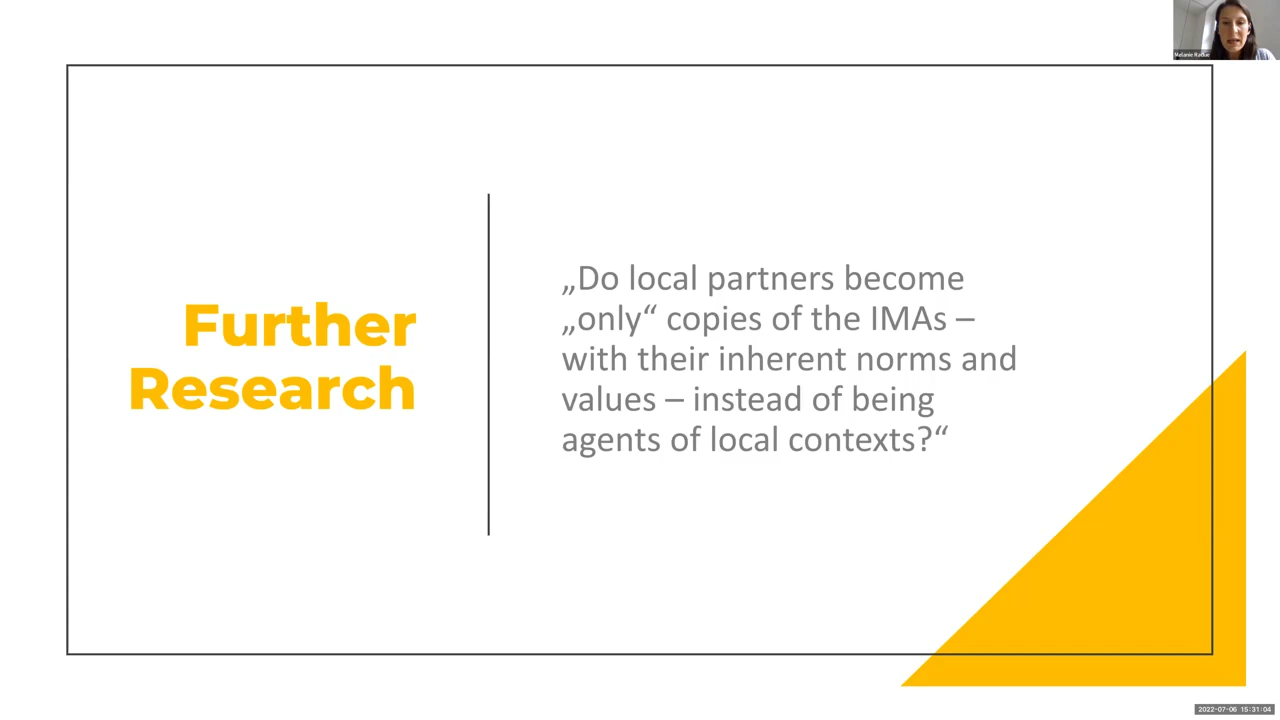 Melanie
Further
Research
„Do local partners become
„only“ copies of the IMAs –
with their inherent norms and
values – instead of being
agents of local contexts?“
2022-07-06 15:31:04